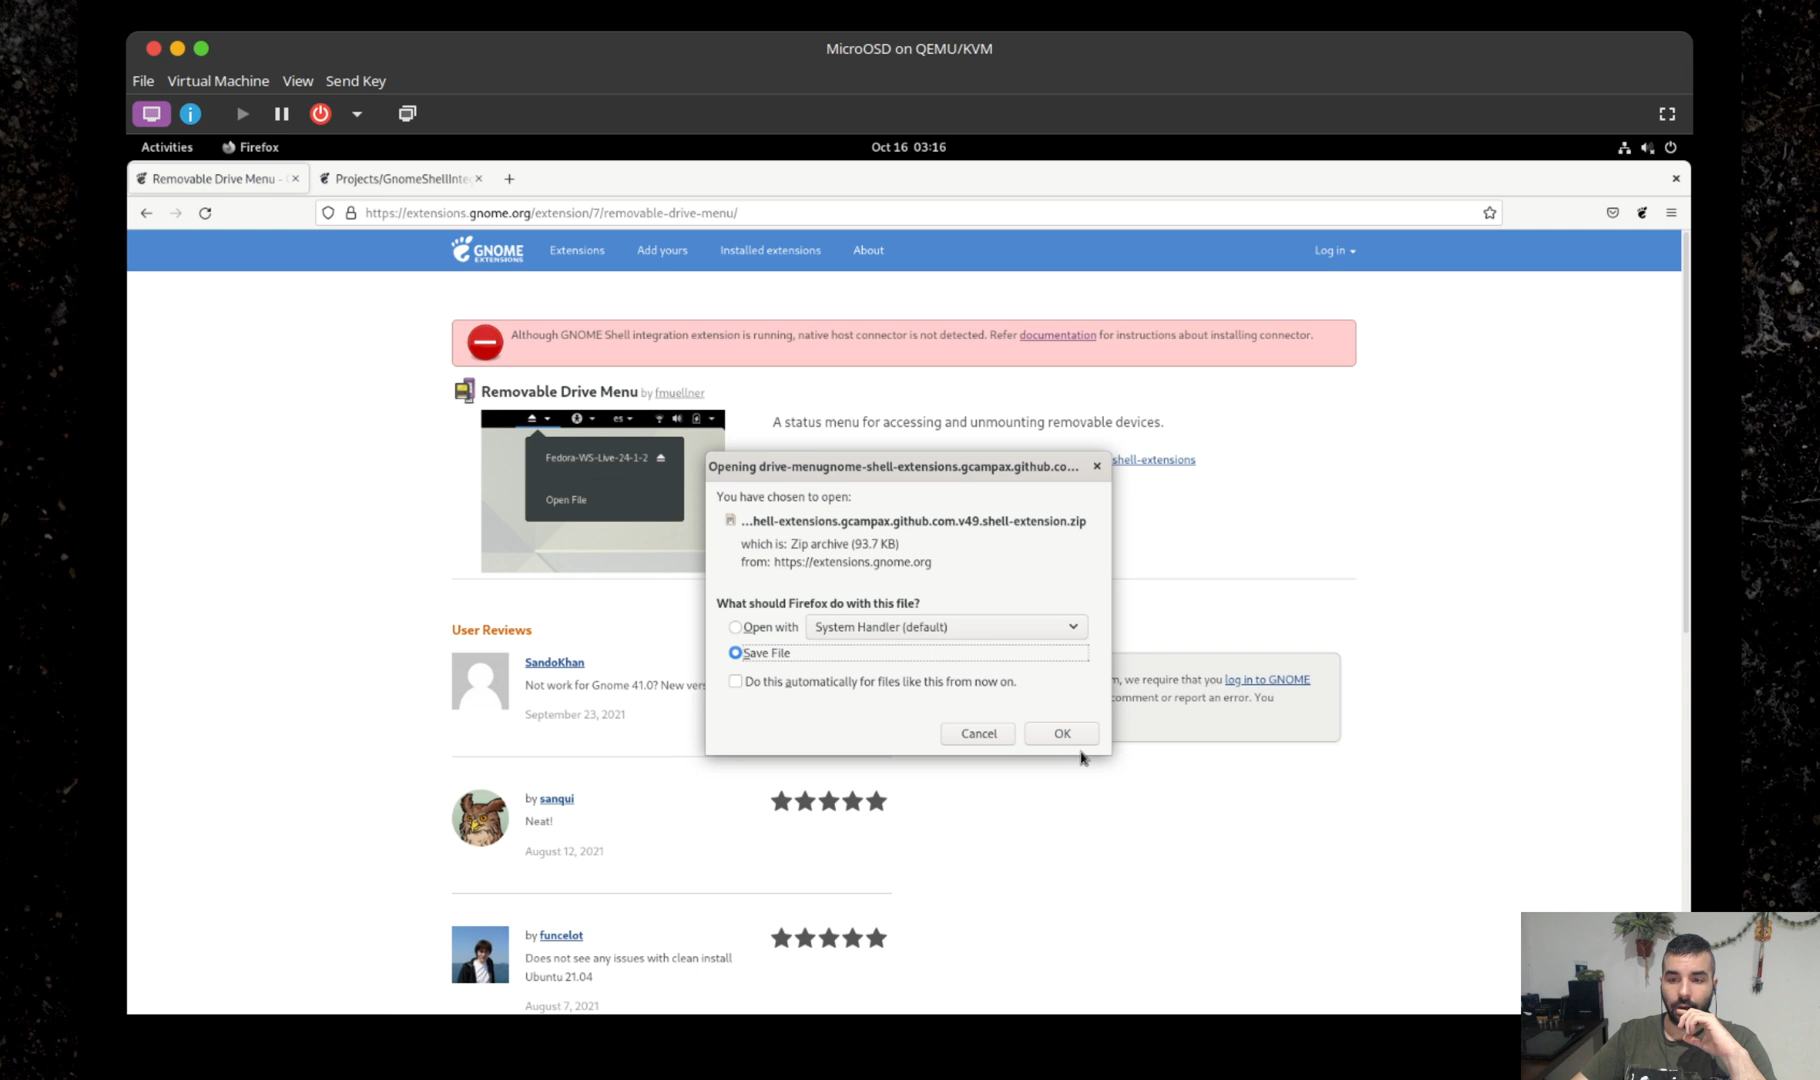 MicroOSD on QEMU/KVM
File Virtual Machine View Send Key
Activities Firefox Oct 16 03:16
Removable Drive Menu - Projects/GnomeShellInte
https://extensions.gnome.org/extension/7/removable-drive-menu/
GNOME EXTENSIONS Extensions Add yours Installed extensions About Log in
Although GNOME Shell integration extension is running, native host connector is not detected. Refer documentation for instructions about installing connector.
Removable Drive Menu by fmuellner
es
A status menu for accessing and unmounting removable devices.
Fedora-WS-Live-24-1-2
shell-extensions
Open File
Opening drive-menugnome-shell-extensions.gcampax.github.co...
You have chosen to open:
...hell-extensions.gcampax.github.com.v49.shell-extension.zip
which is: Zip archive (93.7 KB)
from: https://extensions.gnome.org
What should Firefox do with this file?
Open with System Handler (default)
Save File
Do this automatically for files like this from now on.
Cancel OK
User Reviews
SandoKhan
Not work for Gnome 41.0? New
September 23, 2021
we require that you log in to GNOME
comment or report an error. You
by sanqui
Neat!
August 12, 2021
by funcelot
Does not see any issues with clean install
Ubuntu 21.04
August 7, 2021